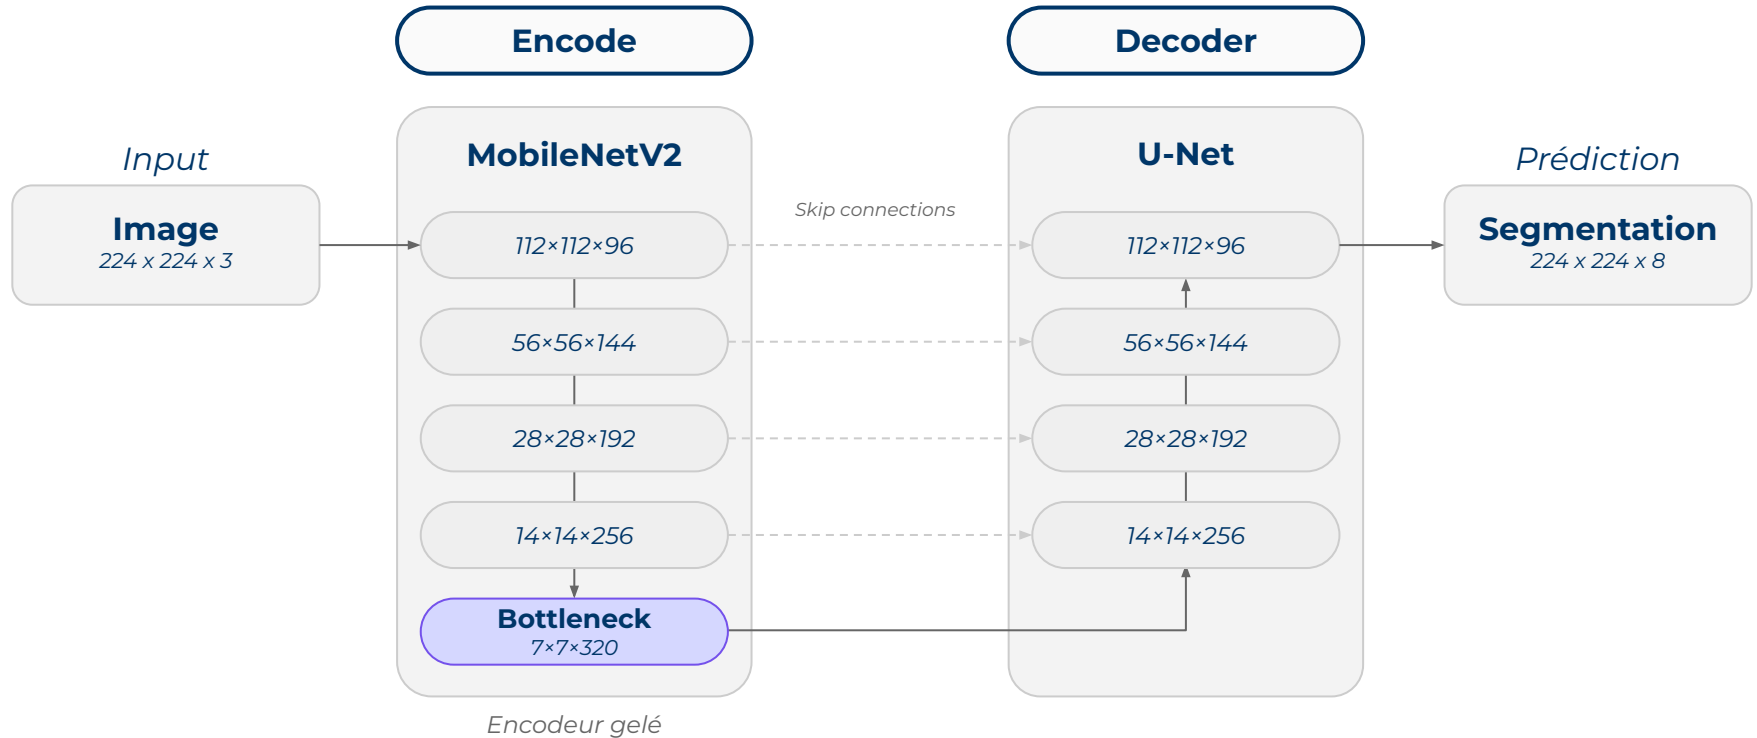 Encode
Decoder
Input
Image
224 x 224 x 3
MobileNetV2
112×112×96
56×56×144
28×28×192
14×14×256
Bottleneck
7×7×320
Encodeur gelé
Skip connections
U-Net
112×112×96
56×56×144
28×28×192
14×14×256
Prédiction
Segmentation
224 x 224 x 8